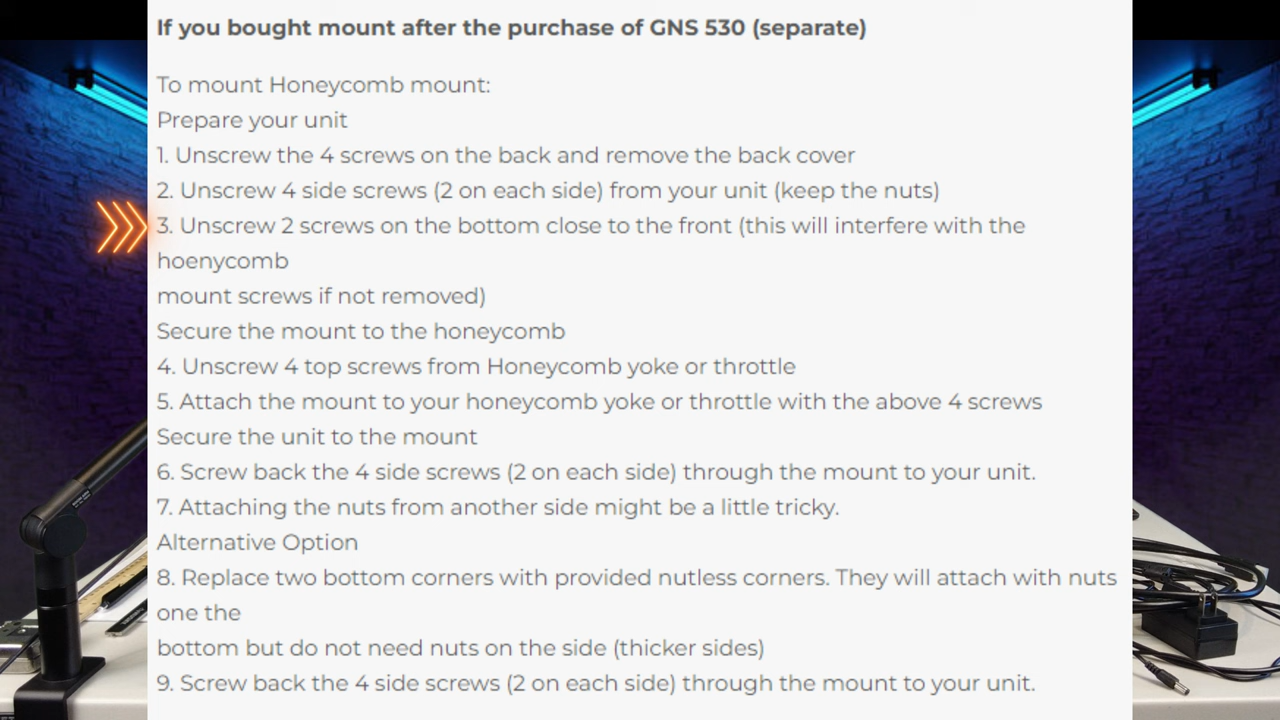 If you bought mount after the purchase of GNS 530 (separate)
To mount Honeycomb mount:
Prepare your unit
1. Unscrew the 4 screws on the back and remove the back cover
2. Unscrew 4 side screws (2 on each side) from your unit (keep the nuts)
3. Unscrew 2 screws on the bottom close to the front (this will interfere with the
hoenycomb
mount screws if not removed)
Secure the mount to the honeycomb
4. Unscrew 4 top screws from Honeycomb yoke or throttle
5. Attach the mount to your honeycomb yoke or throttle with the above 4 screws
Secure the unit to the mount
6. Screw back the 4 side screws (2 on each side) through the mount to your unit.
7. Attaching the nuts from another side might be a little tricky.
Alternative Option
8. Replace two bottom corners with provided nutless corners. They will attach with nuts
one the
bottom but do not need nuts on the side (thicker sides)
9. Screw back the 4 side screws (2 on each side) through the mount to your unit.